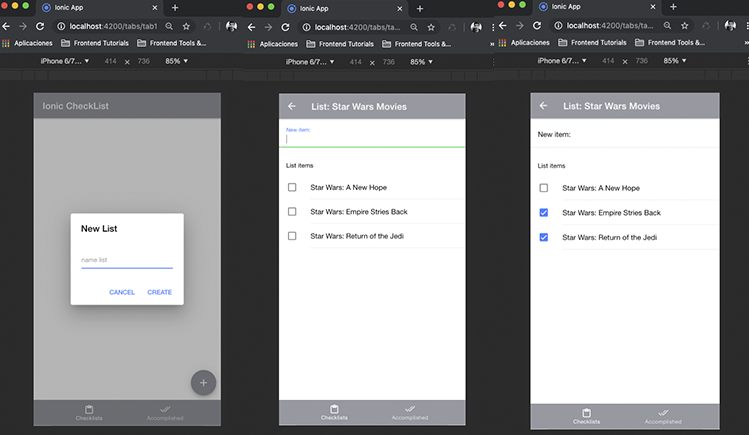 Ionic App
localhost:4200/tabs/tab1
Aplicaciones Frontend Tutorials Frontend Tools &...
iPhone 6/7... ▼ 414 × 736 85% ▼
Ionic CheckList
New List
name list
CANCEL CREATE
+
Checklists Accomplished
Ionic App
localhost:4200/tabs/ta...
Aplicaciones Frontend Tutorials Frontend Tools &... »
iPhone 6/7... ▼ 414 × 736 85% ▼
List: Star Wars Movies
New item:
List items
Star Wars: A New Hope
Star Wars: Empire Stries Back
Star Wars: Return of the Jedi
Checklists Accomplished
Ionic App
localhost:4200/tabs/ta...
Aplicaciones Frontend Tutorials Frontend Tools &... »
iPhone 6/7... ▼ 414 × 736 85% ▼
List: Star Wars Movies
New item:
List items
Star Wars: A New Hope
Star Wars: Empire Stries Back
Star Wars: Return of the Jedi
Checklists Accomplished